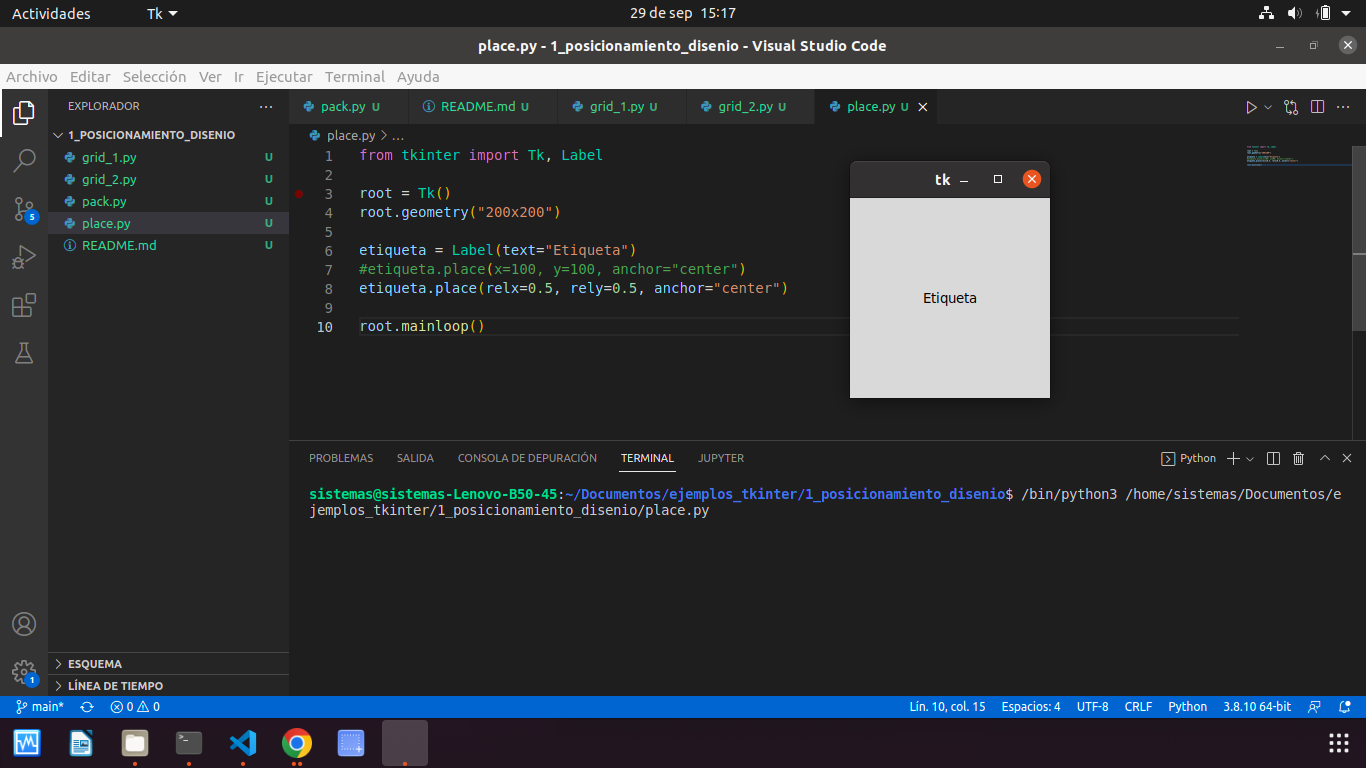 Actividades Tk 29 de sep 15:17
place.py - 1_posicionamiento_disenio - Visual Studio Code
Archivo Editar Selección Ver Ir Ejecutar Terminal Ayuda
EXPLORADOR
1_POSICIONAMIENTO_DISENIO
grid_1.py U
grid_2.py U
pack.py U
place.py U
README.md U
5
1
ESQUEMA
LÍNEA DE TIEMPO
pack.py U README.md U grid_1.py U grid_2.py U place.py U
place.py > ...
1 from tkinter import Tk, Label
2
3 root = Tk()
4 root.geometry("200x200")
5
6 etiqueta = Label(text="Etiqueta")
7 #etiqueta.place(x=100, y=100, anchor="center")
8 etiqueta.place(relx=0.5, rely=0.5, anchor="center")
9
10 root.mainloop()
tk
Etiqueta
PROBLEMAS SALIDA CONSOLA DE DEPURACIÓN TERMINAL JUPYTER Python
sistemas@sistemas-Lenovo-B50-45:~/Documentos/ejemplos_tkinter/1_posicionamiento_disenio$ /bin/python3 /home/sistemas/Documentos/e
jemplos_tkinter/1_posicionamiento_disenio/place.py
main* 0 0 Lín. 10, col. 15 Espacios: 4 UTF-8 CRLF Python 3.8.10 64-bit